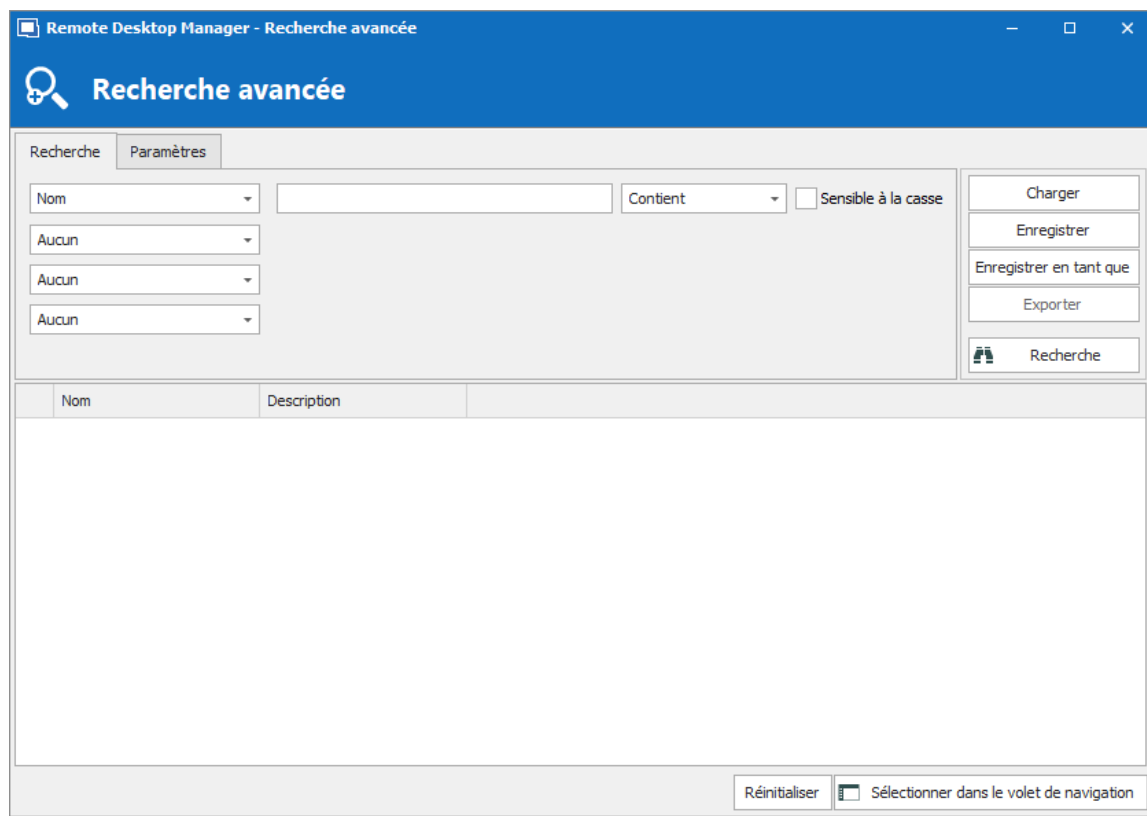 Remote Desktop Manager - Recherche avancée
Recherche avancée
Recherche Paramètres
Nom Contient Sensible à la casse
Aucun
Aucun
Aucun
Charger
Enregistrer
Enregistrer en tant que
Exporter
Recherche
Nom Description
Réinitialiser Sélectionner dans le volet de navigation